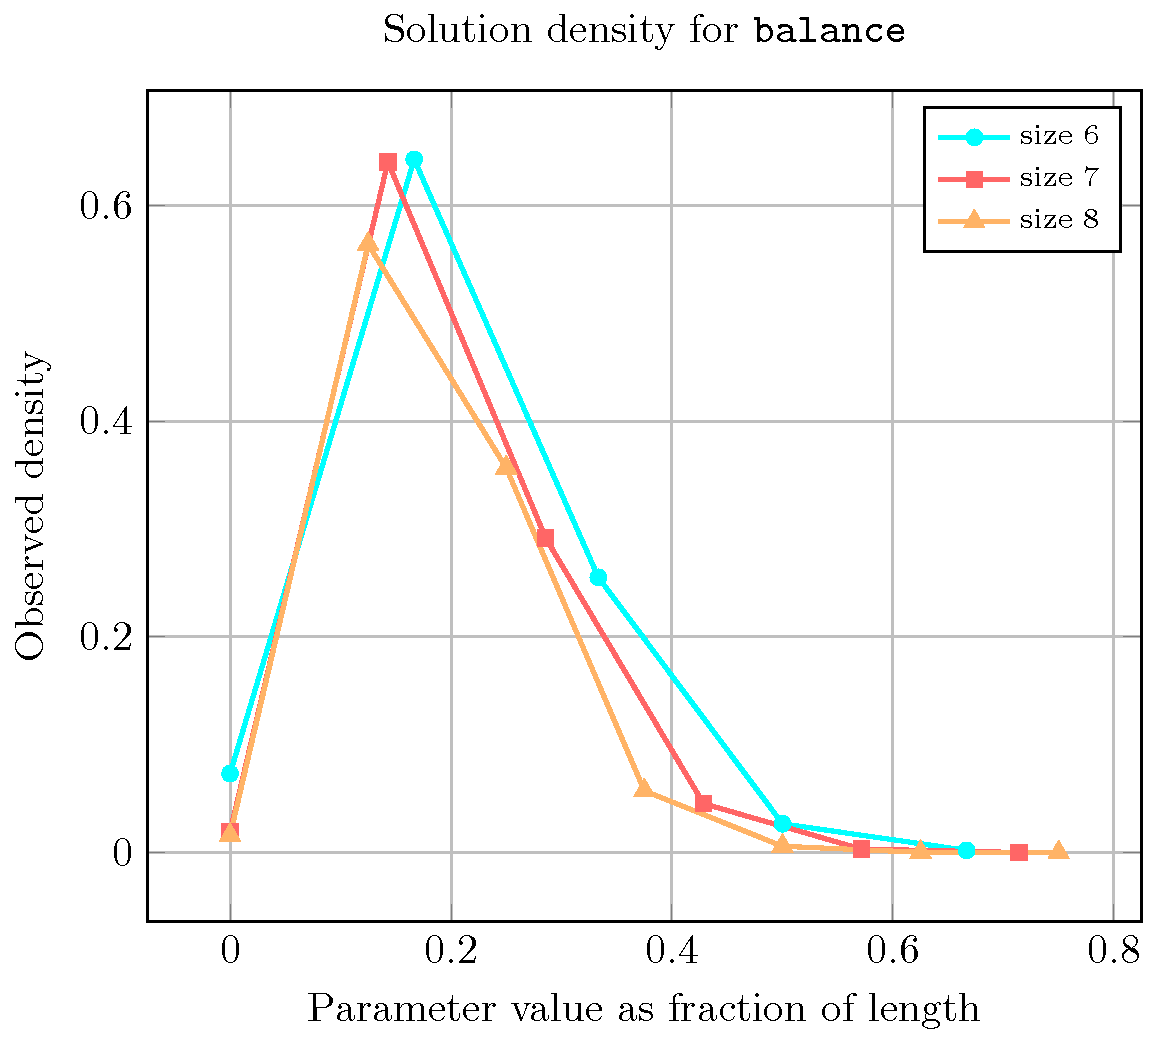 Solution density for balance
size 6
size 7
size 8
0.6
0.4
0.2
0
Observed density
0 0.2 0.4 0.6 0.8
Parameter value as fraction of length